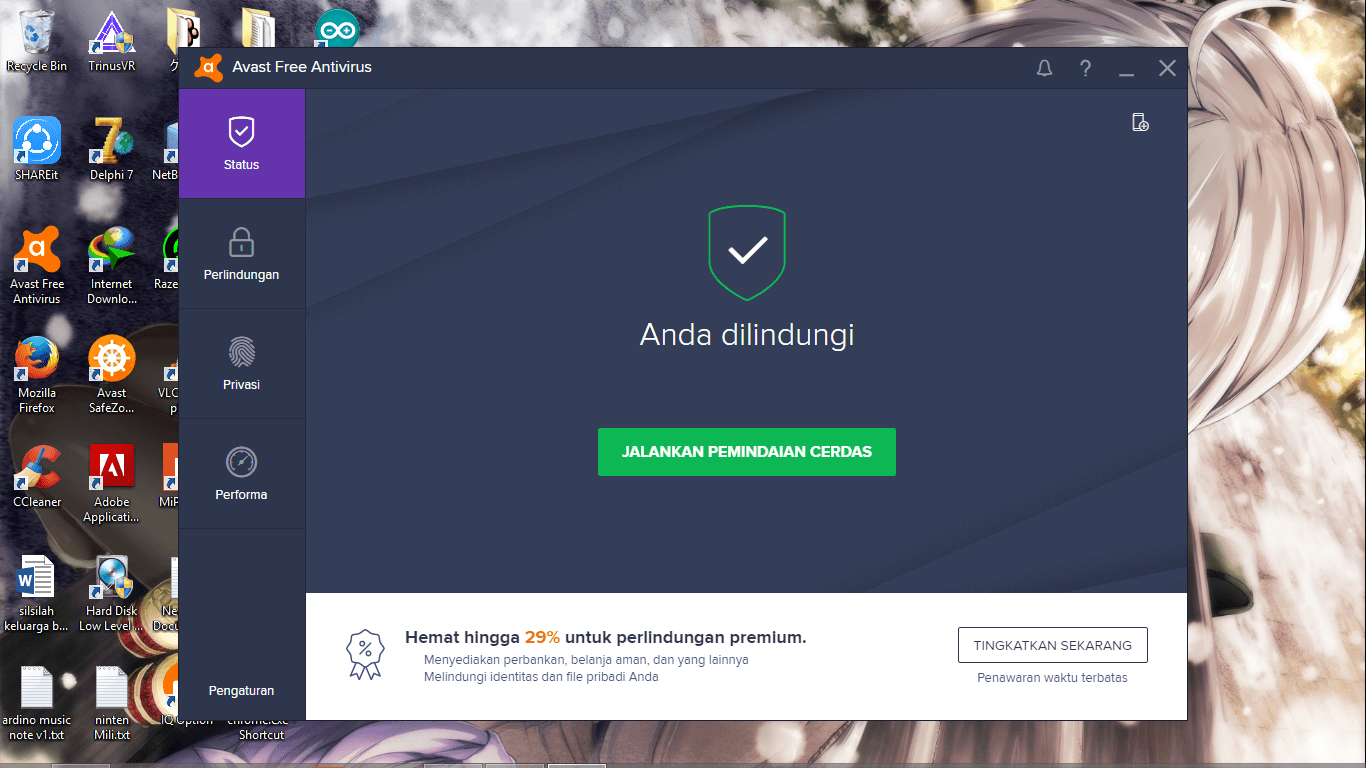 Recycle Bin
TrinusVR
ク
Avast Free Antivirus
SHAREit
Delphi 7
NetB
Avast Free
Antivirus
Internet
Downlo...
Raze
Mozilla
Firefox
Avast
SafeZo...
VLC
p
CCleaner
Adobe
Applicati...
MiP
silsilah
keluarga b...
Hard Disk
Low Level ...
Ne
Docu
ardino music
note v1.txt
ninten
Mili.txt
IQ Option
chrome.exe
Shortcut
Status
Perlindungan
Privasi
Performa
Pengaturan
Anda dilindungi
JALANKAN PEMINDAIAN CERDAS
Hemat hingga 29% untuk perlindungan premium.
Menyediakan perbankan, belanja aman, dan yang lainnya
Melindungi identitas dan file pribadi Anda
TINGKATKAN SEKARANG
Penawaran waktu terbatas